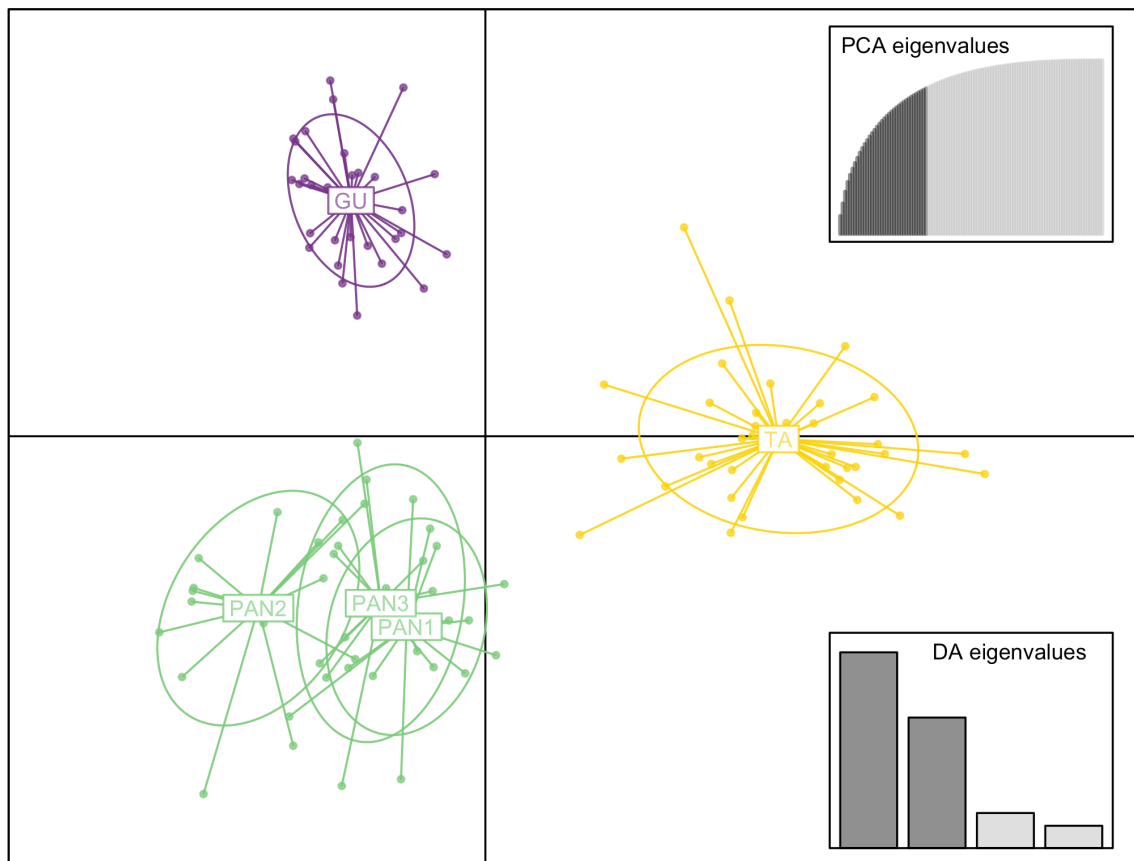 PCA eigenvalues
GU
TA
PAN2
PAN3
PAN1
DA eigenvalues